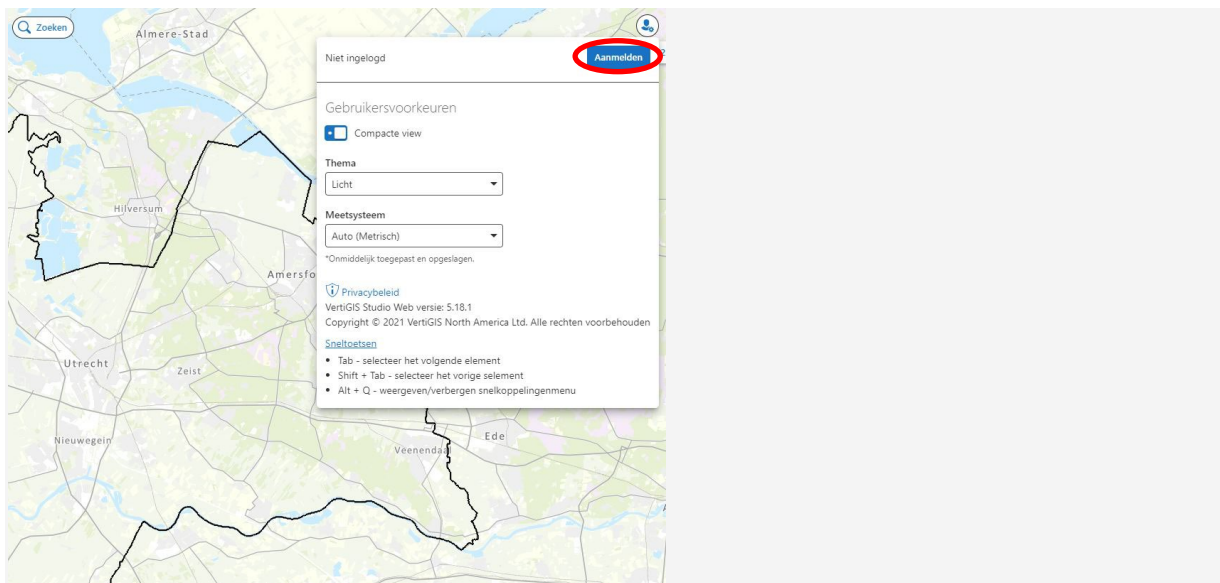 Zoeken
Almere-Stad
Niet ingelogd
Aanmelden
Gebruikersvoorkeuren
Compacte view
Thema
Licht
Meetsysteem
Auto (Metrisch)
*Onmiddelijk toegepast en opgeslagen.
Privacybeleid
VertiGIS Studio Web versie: 5.18.1
Copyright © 2021 VertiGIS North America Ltd. Alle rechten voorbehouden
Sneltoetsen
• Tab - selecteer het volgende element
• Shift + Tab - selecteer het vorige selement
• Alt + Q - weergeven/verbergen snelkoppelingenmenu
Hilversum
Amersfo
Utrecht
Zeist
Nieuwegein
Ede
Veenendaal